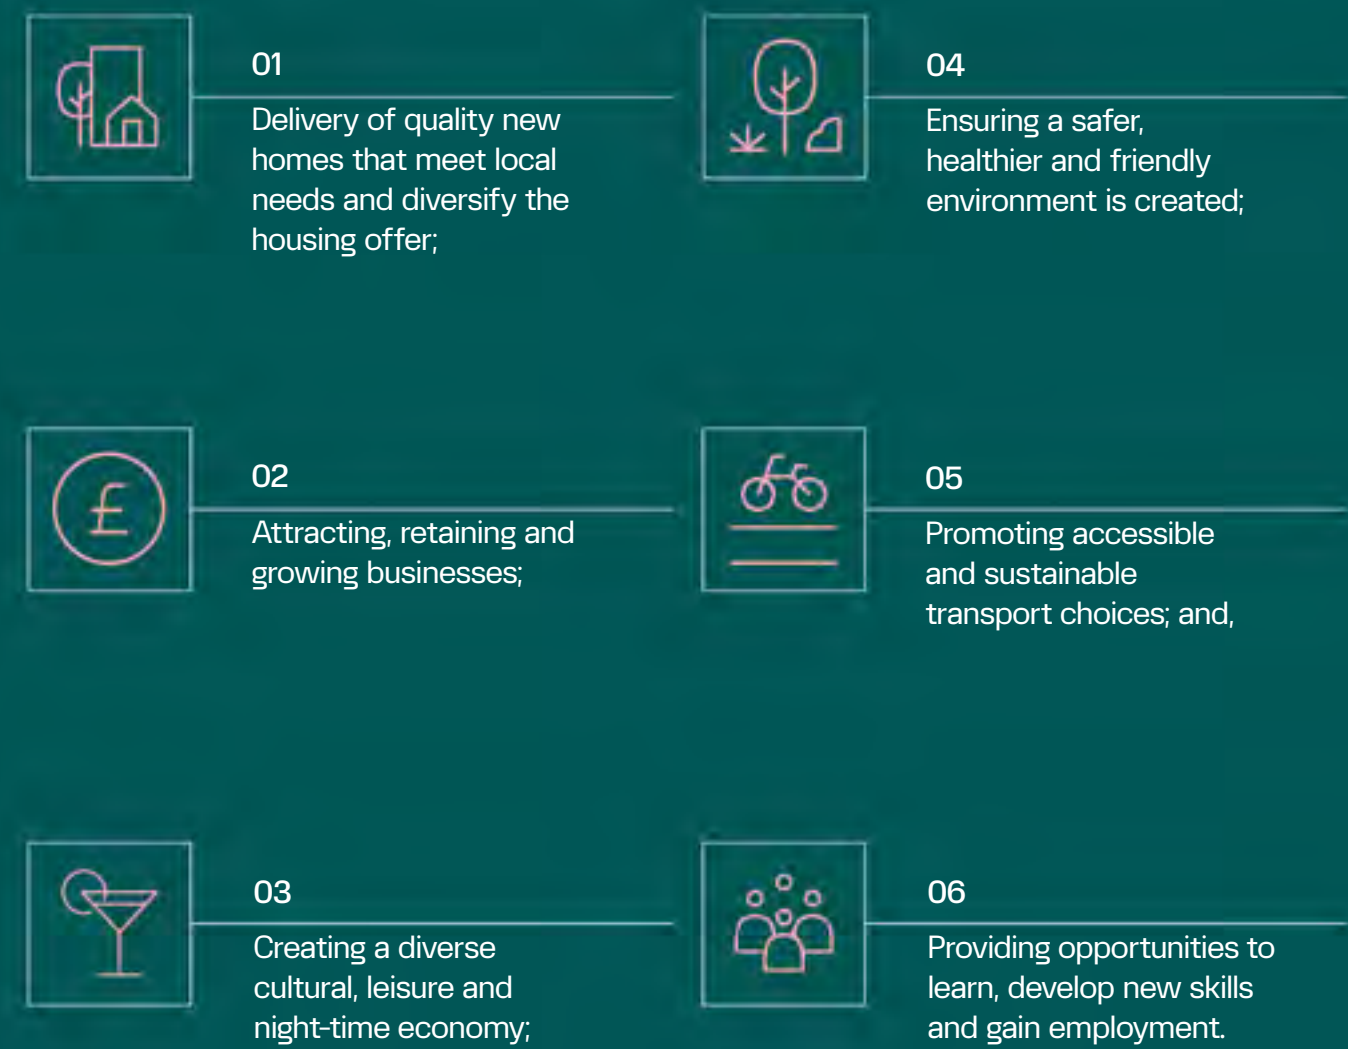 01
Delivery of quality new
homes that meet local
needs and diversify the
housing offer;
02
Attracting, retaining and
growing businesses;
03
Creating a diverse
cultural, leisure and
night-time economy;
04
Ensuring a safer,
healthier and friendly
environment is created;
05
Promoting accessible
and sustainable
transport choices; and,
06
Providing opportunities to
learn, develop new skills
and gain employment.
£